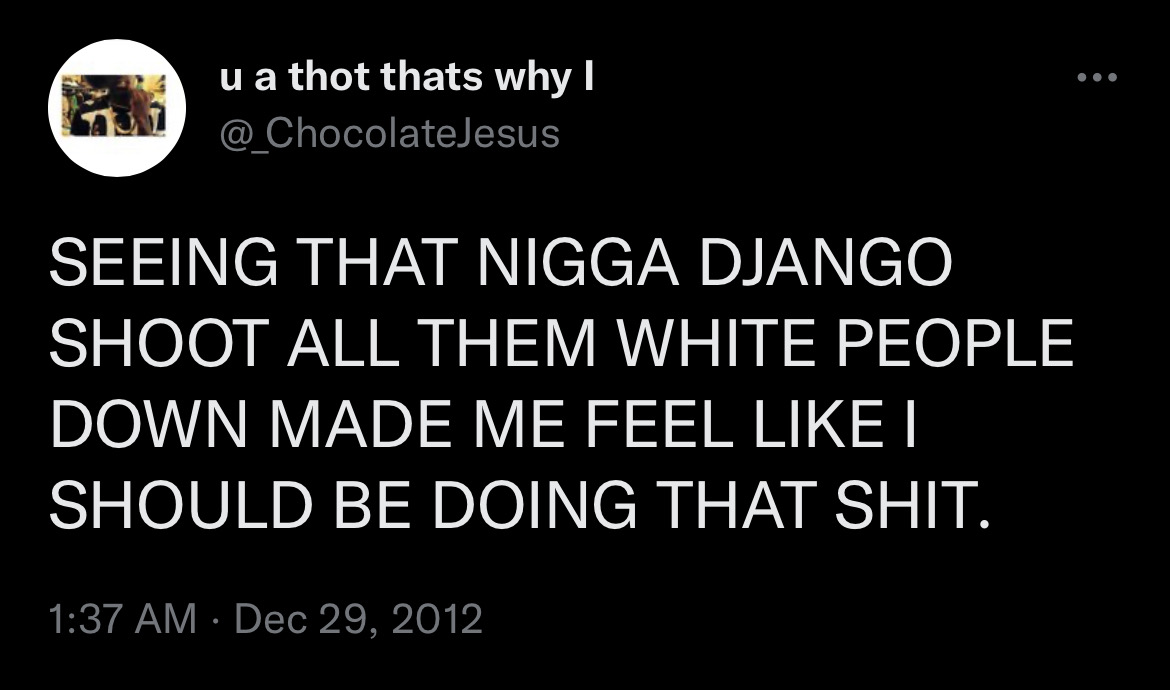 u a thot thats why I
@_ChocolateJesus
SEEING THAT NIGGA DJANGO
SHOOT ALL THEM WHITE PEOPLE
DOWN MADE ME FEEL LIKE I
SHOULD BE DOING THAT SHIT.
1:37 AM · Dec 29, 2012